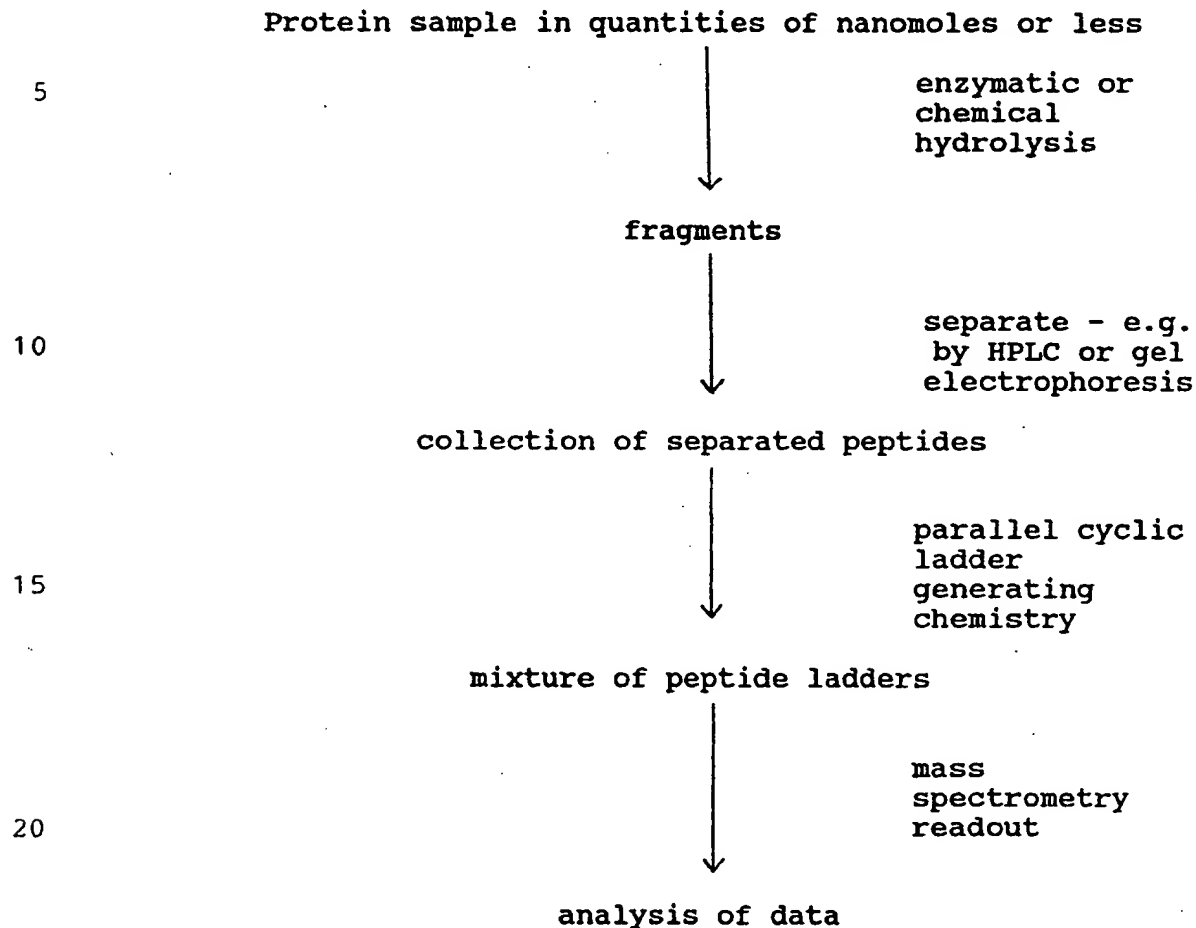 Protein sample in quantities of nanomoles or less
5
enzymatic or
chemical
hydrolysis
fragments
separate - e.g.
10
by HPLC or gel
electrophoresis
collection of separated peptides
parallel cyclic
ladder
15
generating
chemistry
mixture of peptide ladders
mass
spectrometry
20
readout
analysis of data